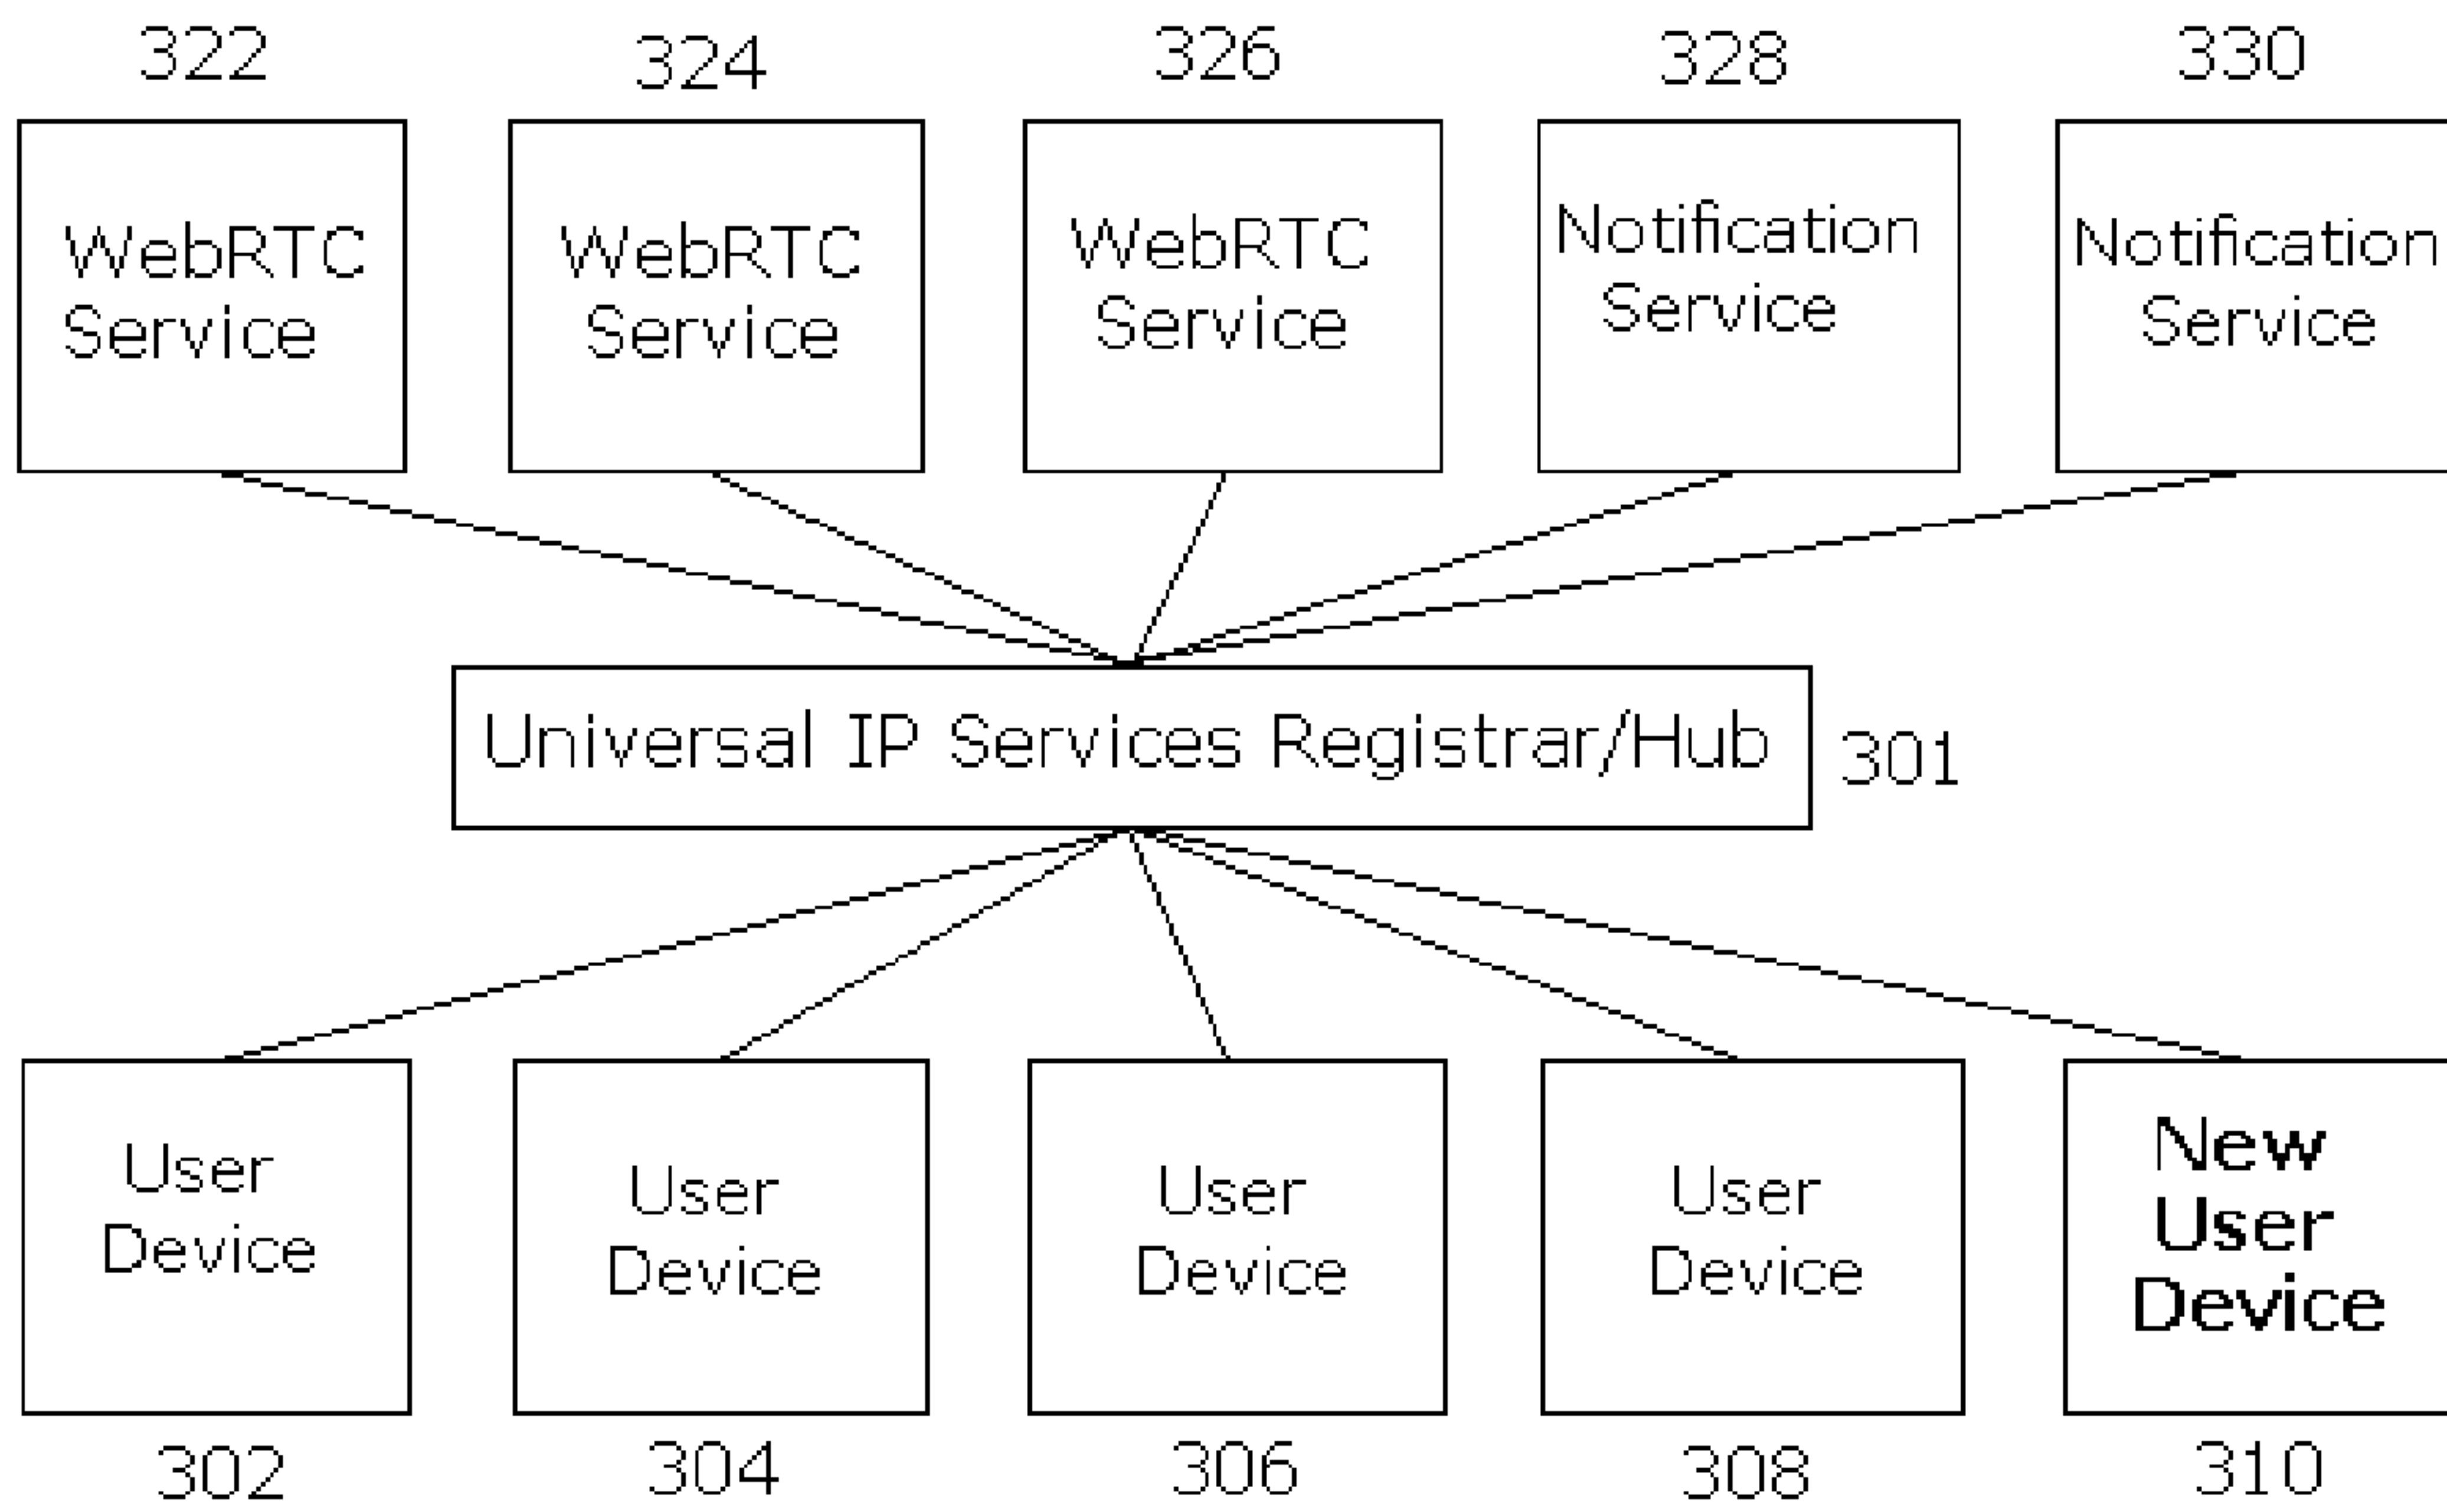 322
324
326
328
330
WebRTC
Service
WebRTC
Service
WebRTC
Service
Notification
Service
Notification
Service
Universal IP Services Registrar/Hub
301
User
Device
User
Device
User
Device
User
Device
New
User
Device
302
304
306
308
310